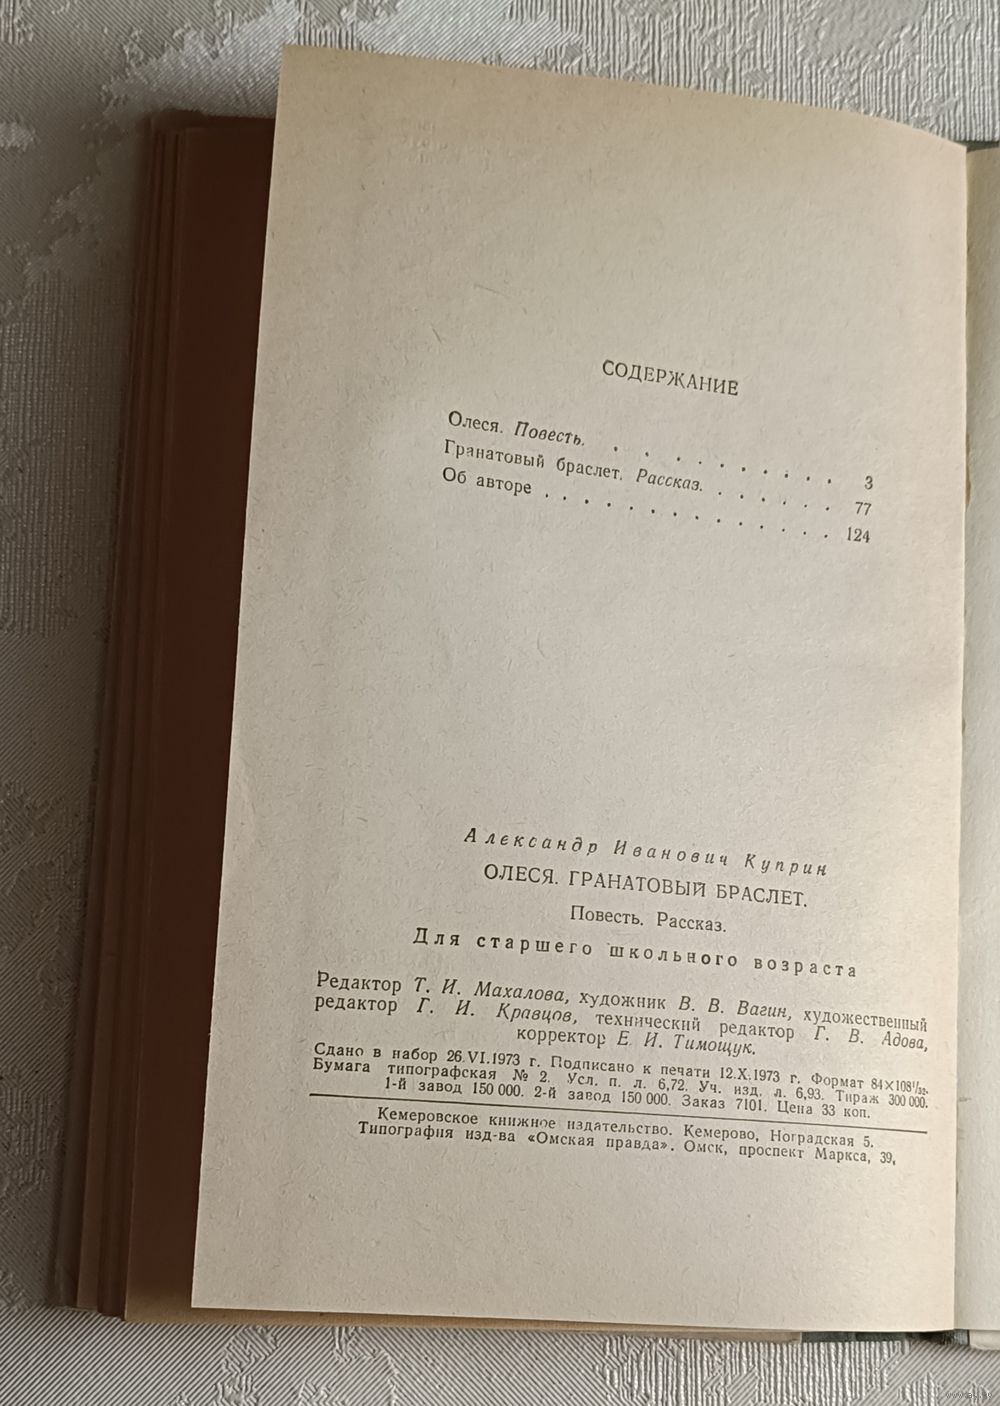 СОДЕРЖАНИЕ
Олеся. Повесть. . . . . . . . . . 3
Гранатовый браслет. Рассказ. . . . . . . 77
Об авторе . . . . . . . . . . . . . . 124
Александр Иванович Куприн
ОЛЕСЯ. ГРАНАТОВЫЙ БРАСЛЕТ.
Повесть. Рассказ.
Для старшего школьного возраста
Редактор Т. И. Махалова, художник В. В. Вагин, художественный
редактор Г. И. Кравцов, технический редактор Г. В. Адова,
корректор Е. И. Тимощук.
Сдано в набор 26.VI.1973 г. Подписано к печати 12.X.1973 г. Формат 84×108¹/₃₂.
Бумага типографская № 2. Усл. п. л. 6,72. Уч. изд. л. 6,93. Тираж 300 000.
1-й завод 150 000. 2-й завод 150 000. Заказ 7101. Цена 33 коп.
Кемеровское книжное издательство. Кемерово, Ноградская 5.
Типография изд-ва «Омская правда». Омск, проспект Маркса, 39,